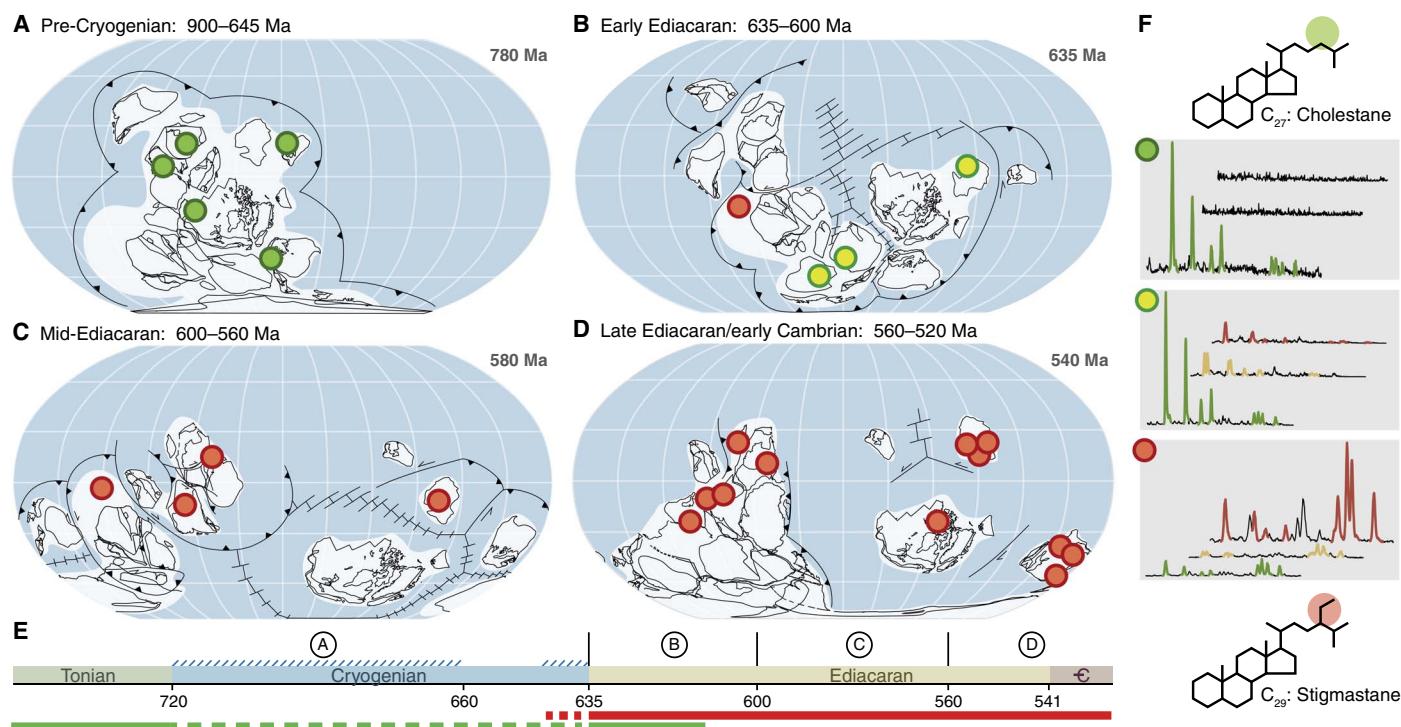 A Pre-Cryogenian: 900–645 Ma
780 Ma
B Early Ediacaran: 635–600 Ma
635 Ma
C Mid-Ediacaran: 600–560 Ma
580 Ma
D Late Ediacaran/early Cambrian: 560–520 Ma
540 Ma
E
A B C D
Tonian Cryogenian Ediacaran Ꞓ
720 660 635 600 560 541
F
C₂₇: Cholestane
C₂₉: Stigmastane